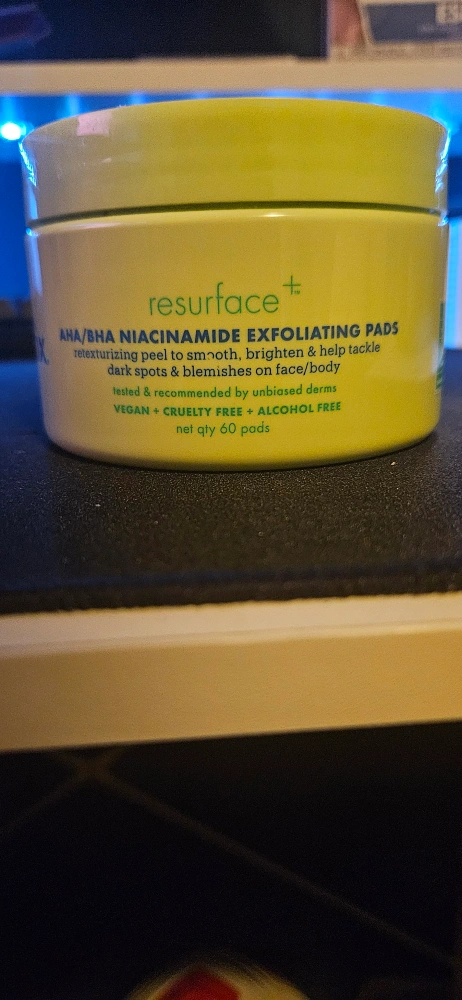 resurface+
AHA/BHA NIACINAMIDE EXFOLIATING PADS
retexturizing peel to smooth, brighten & help tackle
dark spots & blemishes on face/body
tested & recommended by unbiased derms
VEGAN + CRUELTY FREE + ALCOHOL FREE
net qty 60 pads